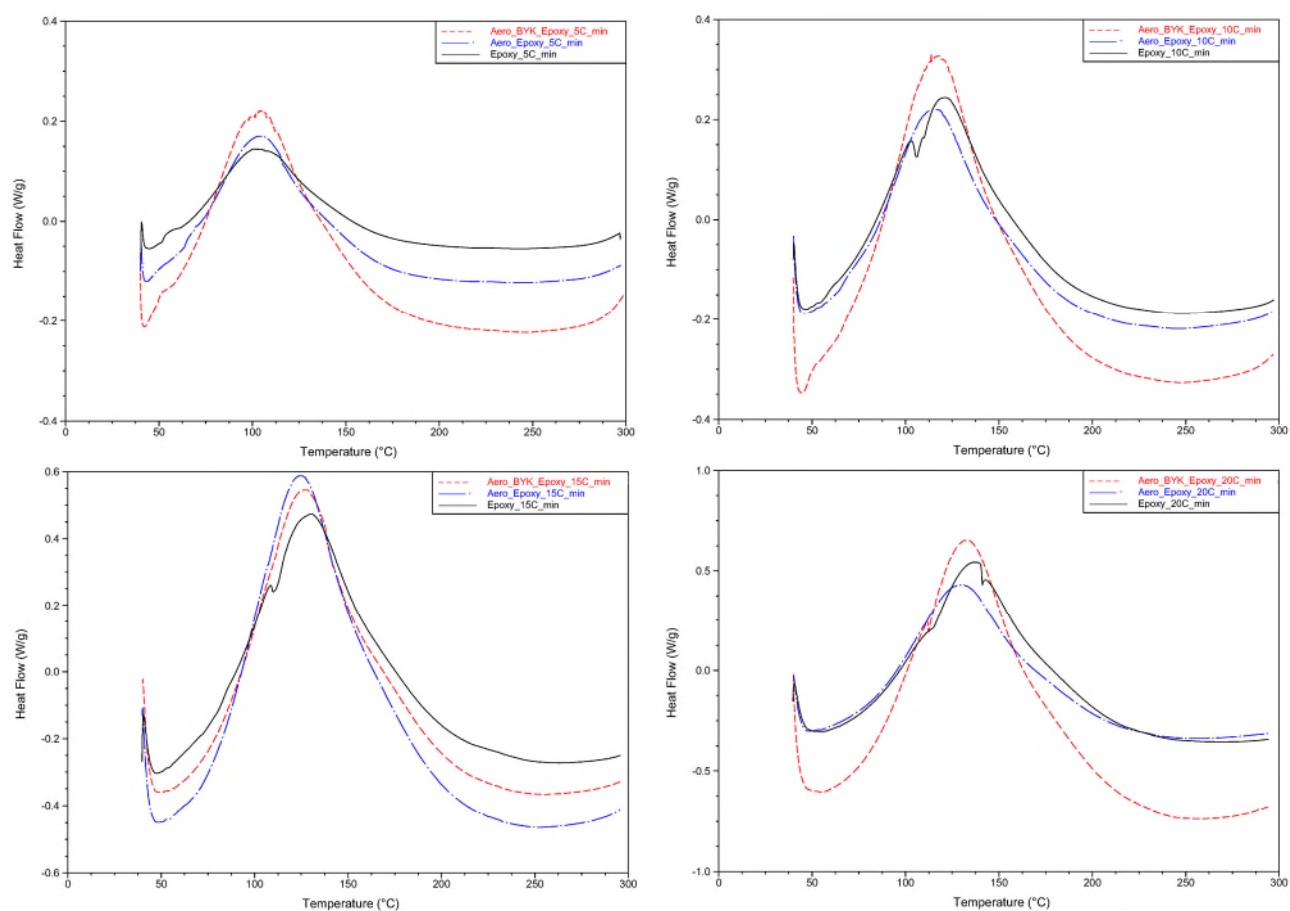 Aero_BYK_Epoxy_5C_min
Aero_Epoxy_5C_min
Epoxy_5C_min
0.4
0.2
0.0
-0.2
-0.4
Heat Flow (W/g)
0 50 100 150 200 250 300
Temperature (°C)
Aero_BYK_Epoxy_10C_min
Aero_Epoxy_10C_min
Epoxy_10C_min
0.4
0.2
0.0
-0.2
-0.4
Heat Flow (W/g)
0 50 100 150 200 250 300
Temperature (°C)
Aero_BYK_Epoxy_15C_min
Aero_Epoxy_15C_min
Epoxy_15C_min
0.6
0.4
0.2
0.0
-0.2
-0.4
-0.6
Heat Flow (W/g)
0 50 100 150 200 250 300
Temperature (°C)
Aero_BYK_Epoxy_20C_min
Aero_Epoxy_20C_min
Epoxy_20C_min
1.0
0.5
0.0
-0.5
-1.0
Heat Flow (W/g)
0 50 100 150 200 250 300
Temperature (°C)